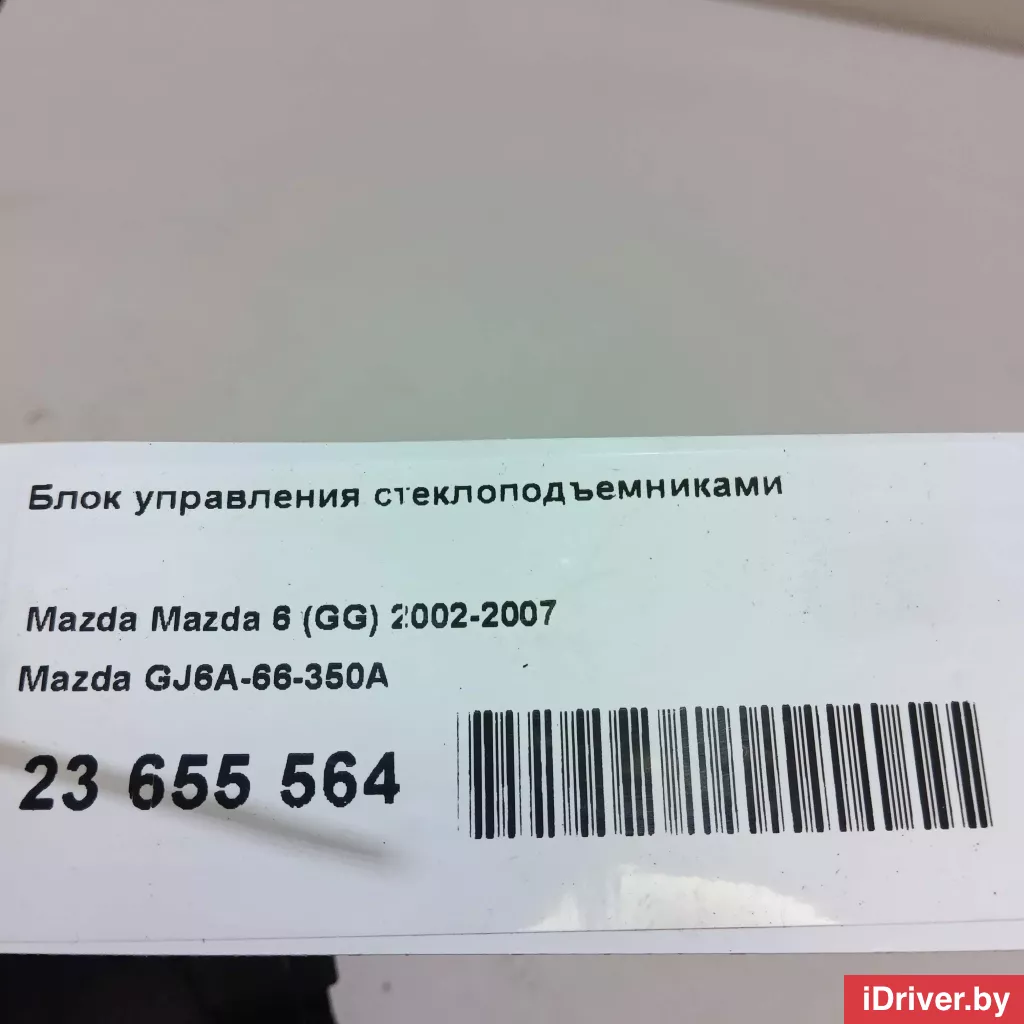 Блок управления стеклоподъемниками
Mazda Mazda 6 (GG) 2002-2007
Mazda GJ6A-66-350A
23 655 564
iDriver.by